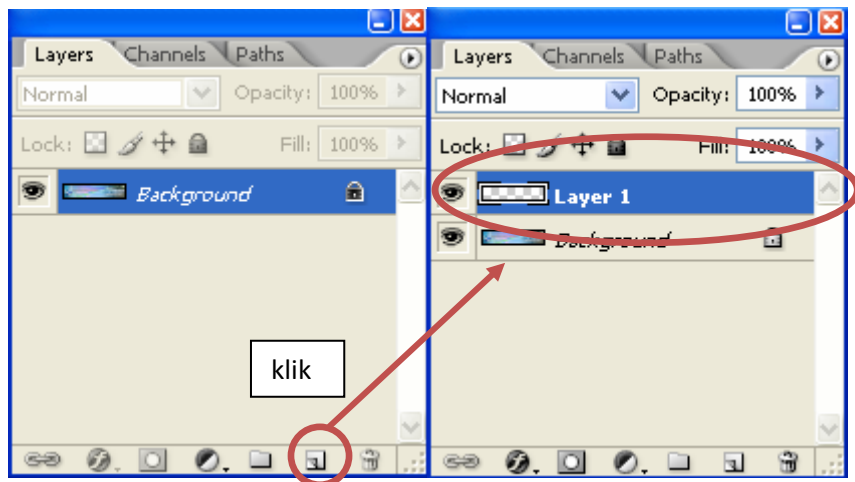 Layers Channels Paths
Normal Opacity: 100%
Lock: Fill: 100%
Background
klik
Layers Channels Paths
Normal Opacity: 100%
Lock: Fill: 100%
Layer 1
Background